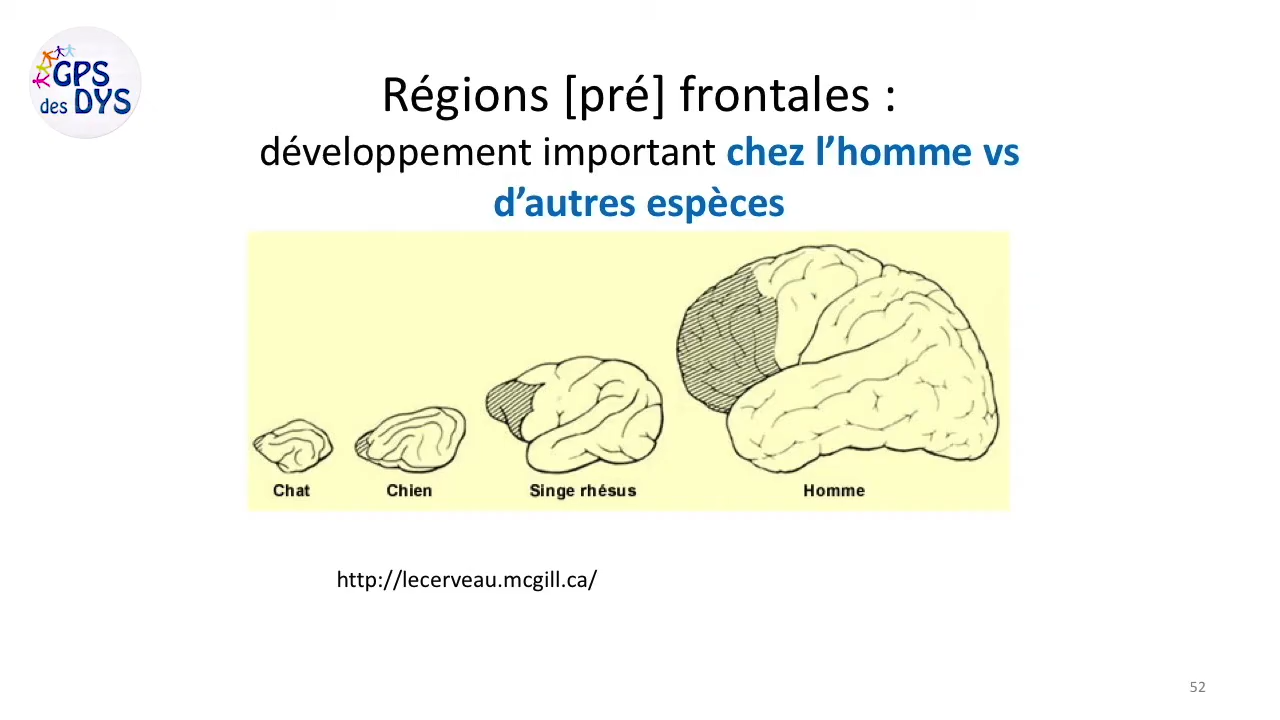 GPS
des DYS
Régions [pré] frontales :
développement important chez l’homme vs
d’autres espèces
Chat
Chien
Singe rhésus
Homme
http://lecerveau.mcgill.ca/
52